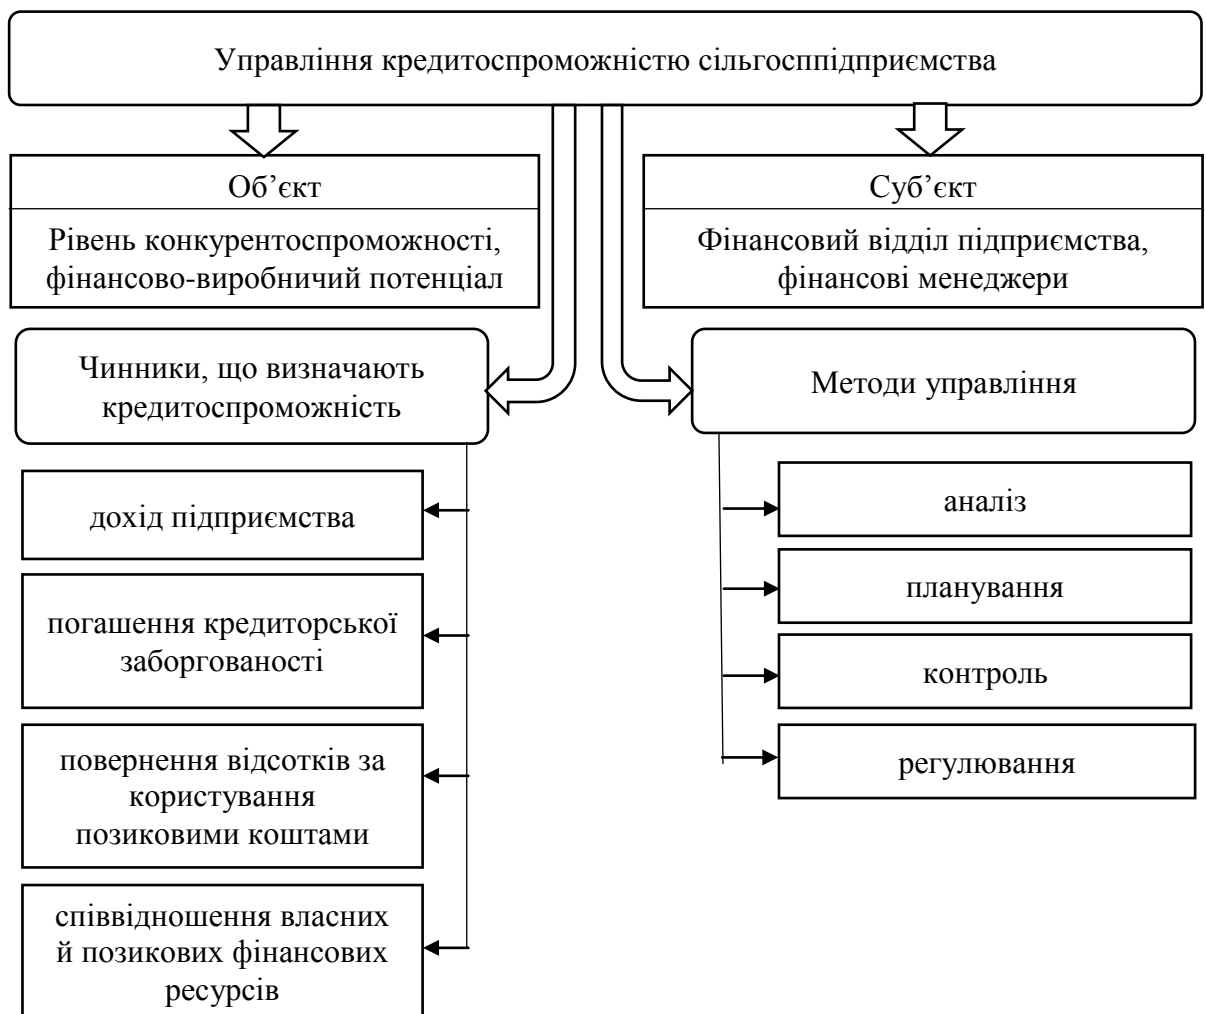 Управління кредитоспроможністю сільгосппідприємства
Об’єкт
Рівень конкурентоспроможності,
фінансово-виробничий потенціал
Суб’єкт
Фінансовий відділ підприємства,
фінансові менеджери
Чинники, що визначають
кредитоспроможність
дохід підприємства
погашення кредиторської
заборгованості
повернення відсотків за
користування
позиковими коштами
співвідношення власних
й позикових фінансових
ресурсів
Методи управління
аналіз
планування
контроль
регулювання